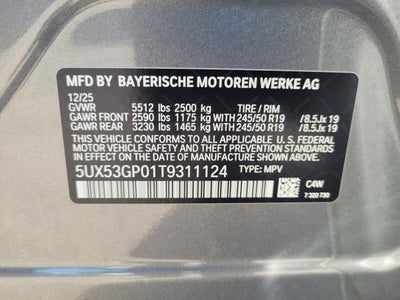 MFD BY BAYERISCHE MOTOREN WERKE AG
12/25
GVWR 5512 lbs 2500 kg TIRE / RIM
GAWR FRONT 2590 lbs 1175 kg WITH 245/50 R19 /8.5Jx 19
GAWR REAR 3230 lbs 1465 kg WITH 245/50 R19 /8.5Jx 19
THIS VEHICLE CONFORMS TO ALL APPLICABLE U. S. FEDERAL
MOTOR VEHICLE SAFETY AND THEFT PREVENTION STANDARDS
IN EFFECT ON THE DATE OF MANUFACTURE SHOWN ABOVE.
5UX53GP01T9311124 TYPE: MPV
C4W
7 320 730